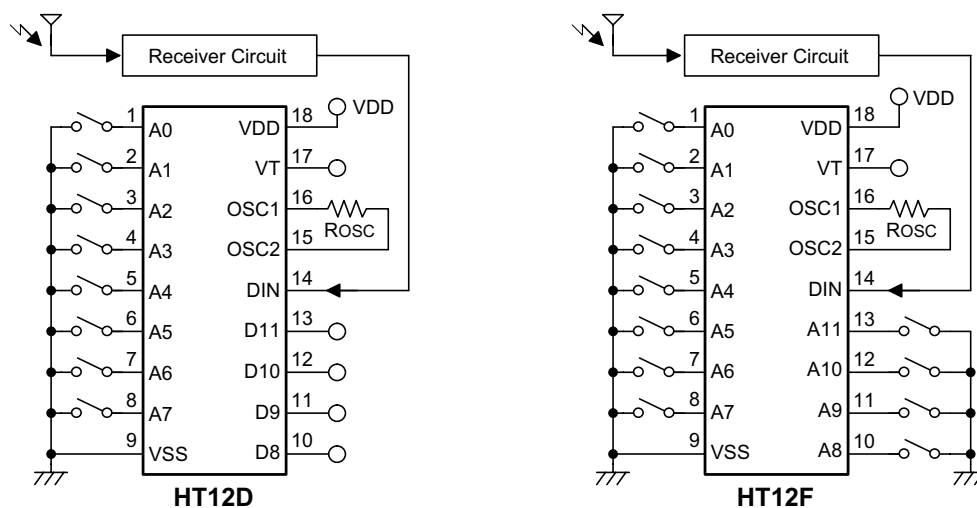 Receiver Circuit
1 A0 VDD 18 VDD
2 A1 VT 17
3 A2 OSC1 16
ROSC
4 A3 OSC2 15
5 A4 DIN 14
6 A5 D11 13
7 A6 D10 12
8 A7 D9 11
9 VSS D8 10
HT12D
Receiver Circuit
1 A0 VDD 18 VDD
2 A1 VT 17
3 A2 OSC1 16
ROSC
4 A3 OSC2 15
5 A4 DIN 14
6 A5 A11 13
7 A6 A10 12
8 A7 A9 11
9 VSS A8 10
HT12F